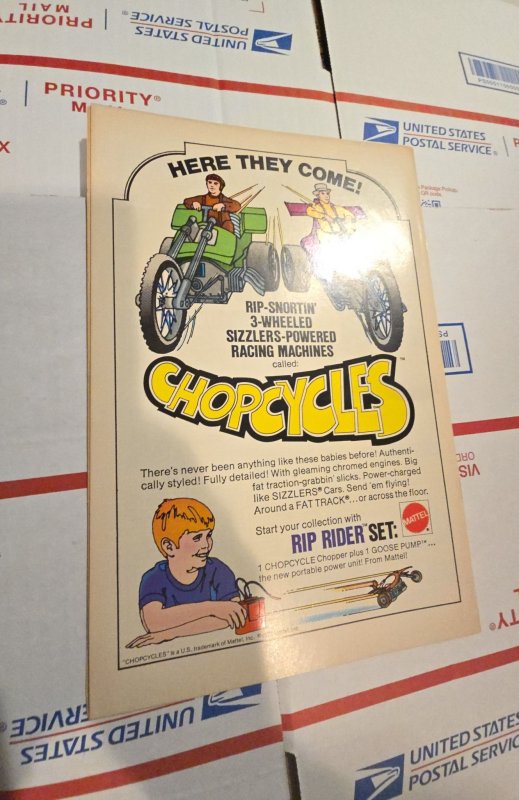 PRIORITY
MAIL
UNITED STATES
POSTAL SERVICE
PRIORITY®
UNITED STATES
POSTAL SERVICE®
HERE THEY COME!
RIP-SNORTIN'
3-WHEELED
SIZZLERS-POWERED
RACING MACHINES
called:
CHOPCYCLES™
There's never been anything like these babies before! Authenti-
cally styled! Fully detailed! With gleaming chromed engines. Big
fat traction-grabbin' slicks. Power-charged
like SIZZLERS® Cars. Send 'em flying!
Around a FAT TRACK®...or across the floor.
Start your collection with
RIP RIDER™ SET:
MATTEL
1 CHOPCYCLE Chopper plus 1 GOOSE PUMP™...
the new portable power unit! From Mattel!
"CHOPCYCLES" is a U.S. trademark of Mattel, Inc.
UNITED STATES
POSTAL SERVICE
UNITED STATES
POSTAL SERVICE